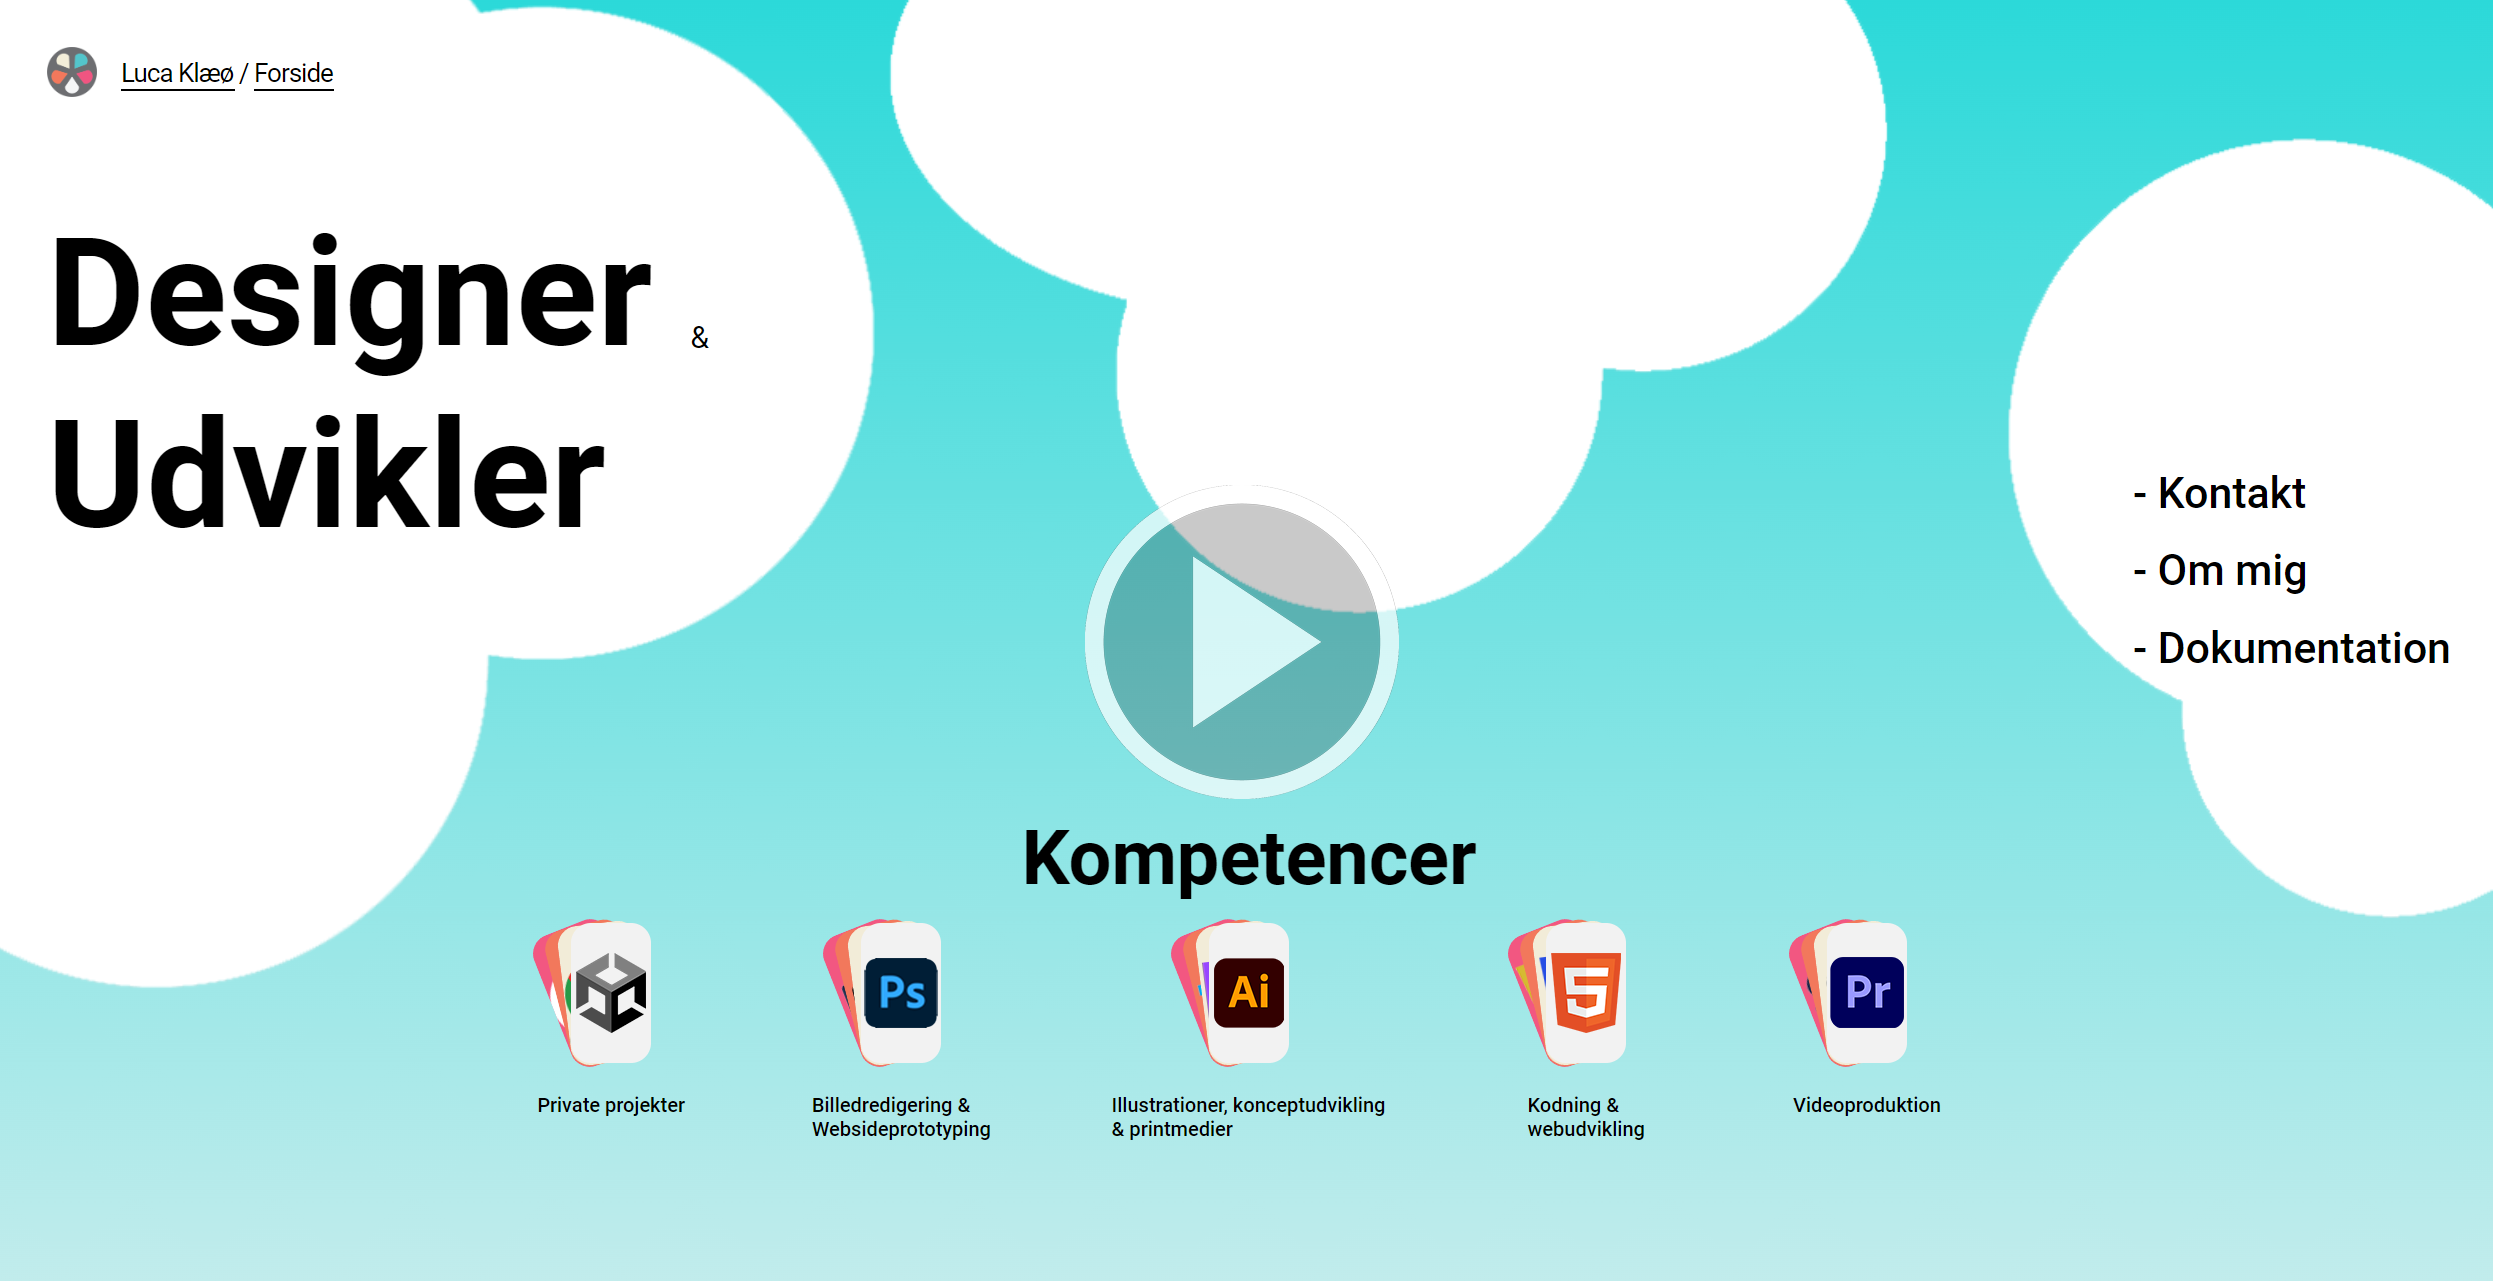 Luca Klæø / Forside
Designer &
Udvikler
- Kontakt
- Om mig
- Dokumentation
Kompetencer
Ps
Ai
5
Pr
Private projekter
Billedredigering &
Websideprototyping
Illustrationer, konceptudvikling
& printmedier
Kodning &
webudvikling
Videoproduktion